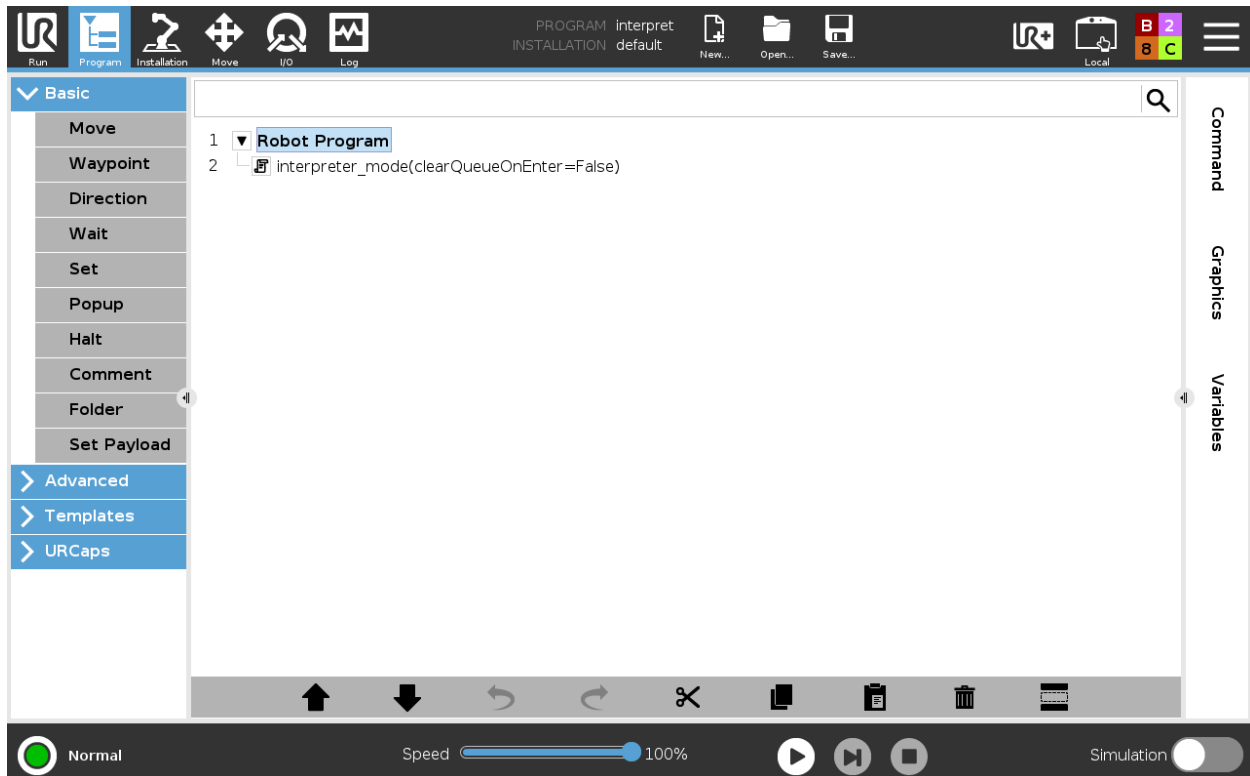 PROGRAM interpret
INSTALLATION default
New...
Open...
Save...
UR
UR+
B 2
8 C
Run
Program
Installation
Move
I/O
Log
Local
Basic
Move
Waypoint
Direction
Wait
Set
Popup
Halt
Comment
Folder
Set Payload
Advanced
Templates
URCaps
1 Robot Program
2 interpreter_mode(clearQueueOnEnter=False)
Command
Graphics
Variables
Normal
Speed 100%
Simulation